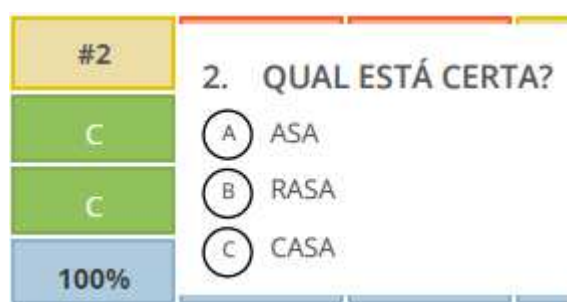 #2
C
C
100%
2. QUAL ESTÁ CERTA?
A ASA
B RASA
C CASA